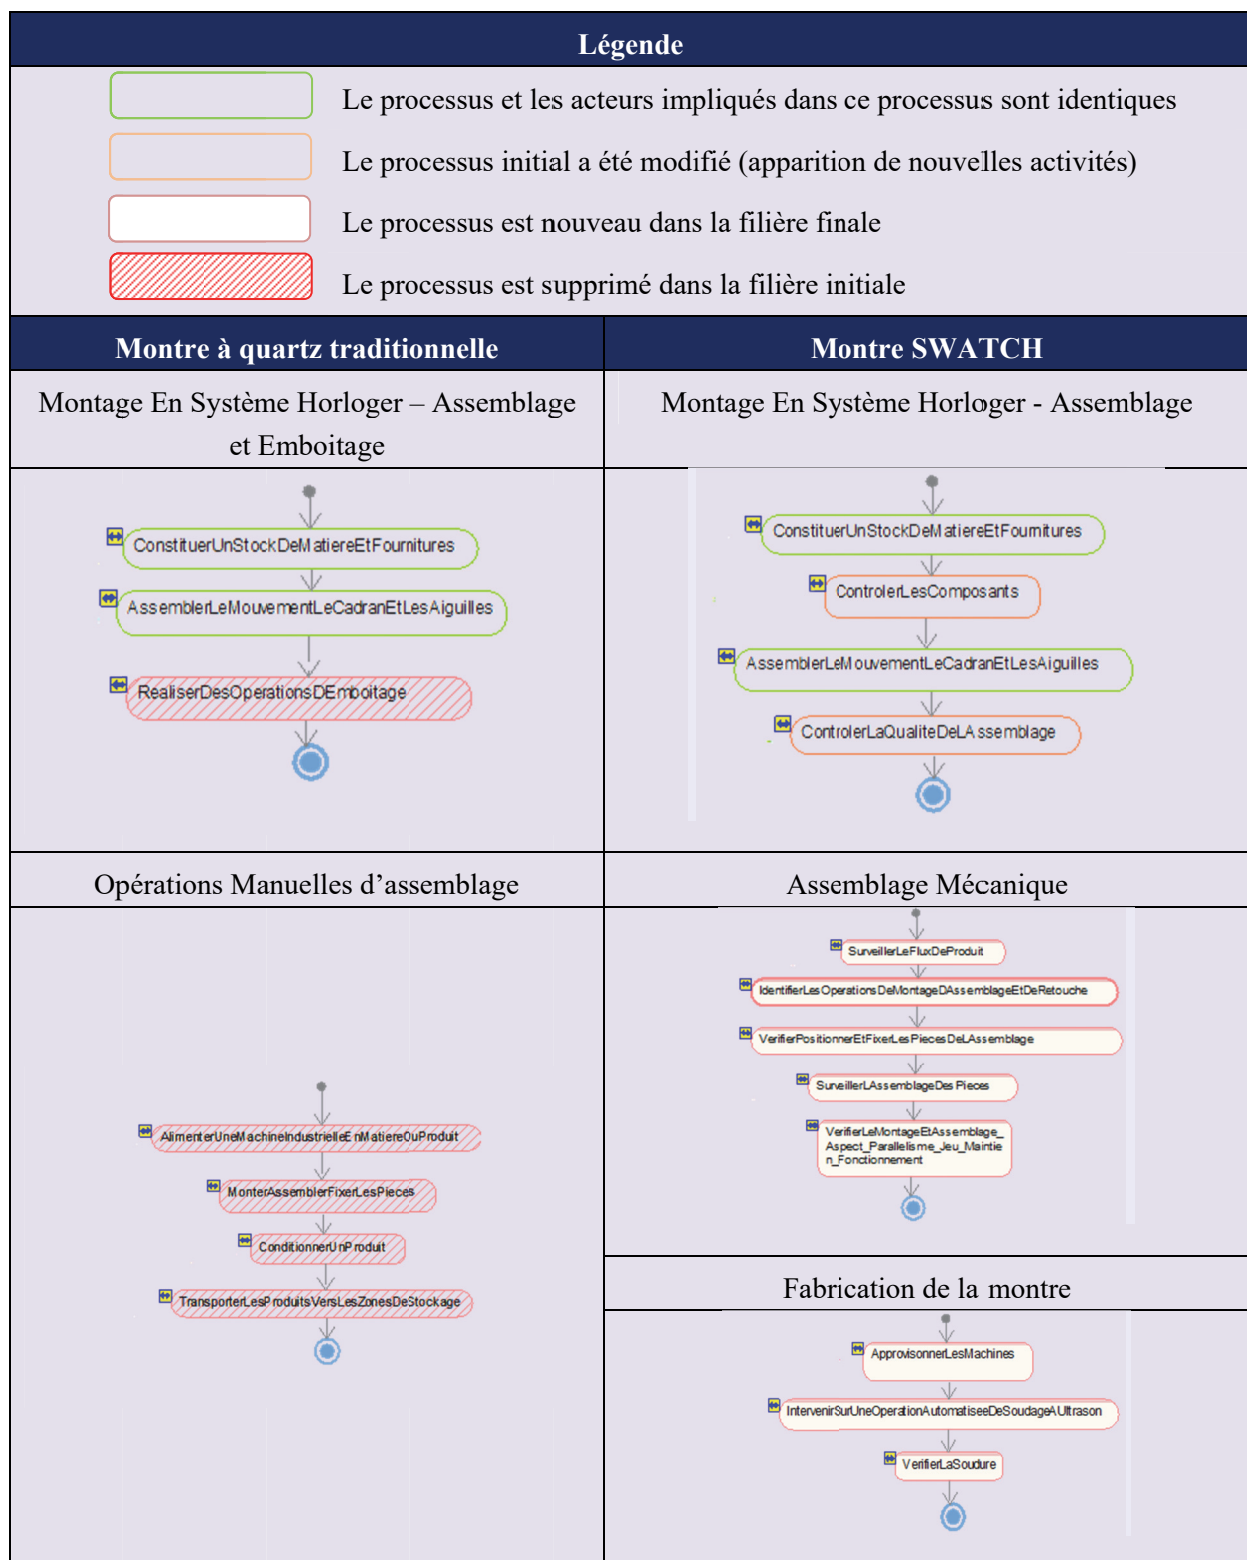 Légende
Le processus et les acteurs impliqués dans ce processus sont identiques
Le processus initial a été modifié (apparition de nouvelles activités)
Le processus est nouveau dans la filière finale
Le processus est supprimé dans la filière initiale
Montre à quartz traditionnelle
Montre SWATCH
Montage En Système Horloger – Assemblage
et Emboitage
Montage En Système Horloger - Assemblage
ConstituerUnStockDeMatiereEtFournitures
AssemblerLeMouvementLeCadranEtLesAiguilles
RealiserDesOperationsDEmboitage
ConstituerUnStockDeMatiereEtFournitures
ControlerLesComposants
AssemblerLeMouvementLeCadranEtLesAiguilles
ControlerLaQualiteDeLAssemblage
Opérations Manuelles d’assemblage
Assemblage Mécanique
AlimenterUneMachineIndustrielleEnMatiereOuProduit
MonterAssemblerFixerLesPieces
ConditionnerUnProduit
TransporterLesProduitsVersLesZonesDeStockage
SurveillerLeFluxDeProduit
IdentifierLesOperationsDeMontageDAssemblageEtDeRetouche
VerifierPositionnerEtFixerLesPiecesDeLAssemblage
SurveillerLAssemblageDesPieces
VerifierLeMontageEtAssemblage_
Aspect_Parallelisme_Jeu_Maintie
n_Fonctionnement
Fabrication de la montre
ApprovisonnerLesMachines
IntervenirSurUneOperationAutomatiseeDeSoudageAUltrason
VerifierLaSoudure